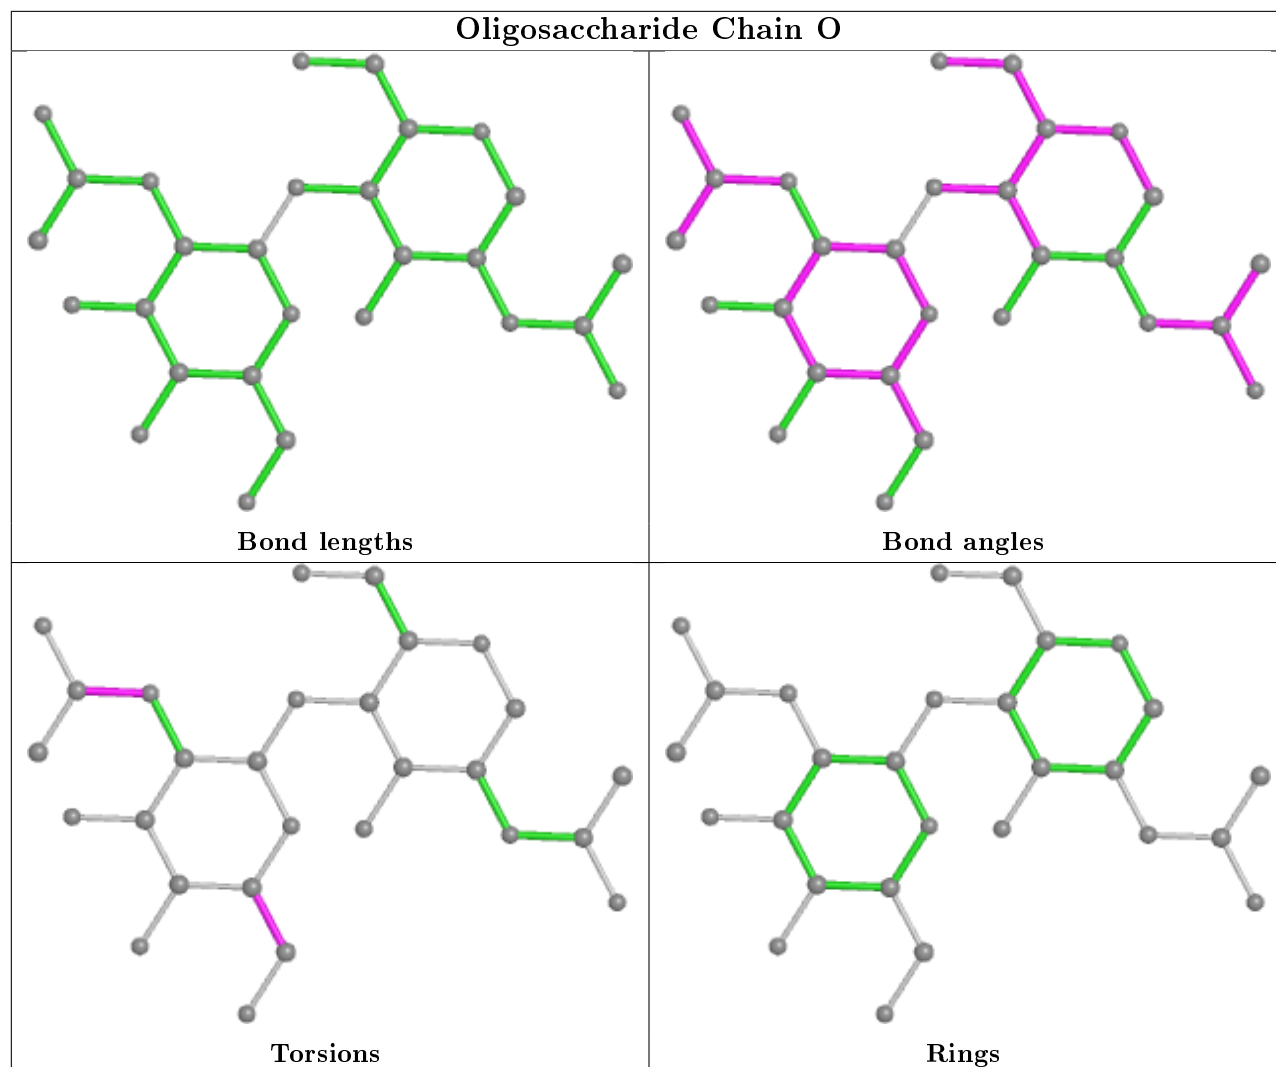 Oligosaccharide Chain O
Bond lengths
Bond angles
Torsions
Rings